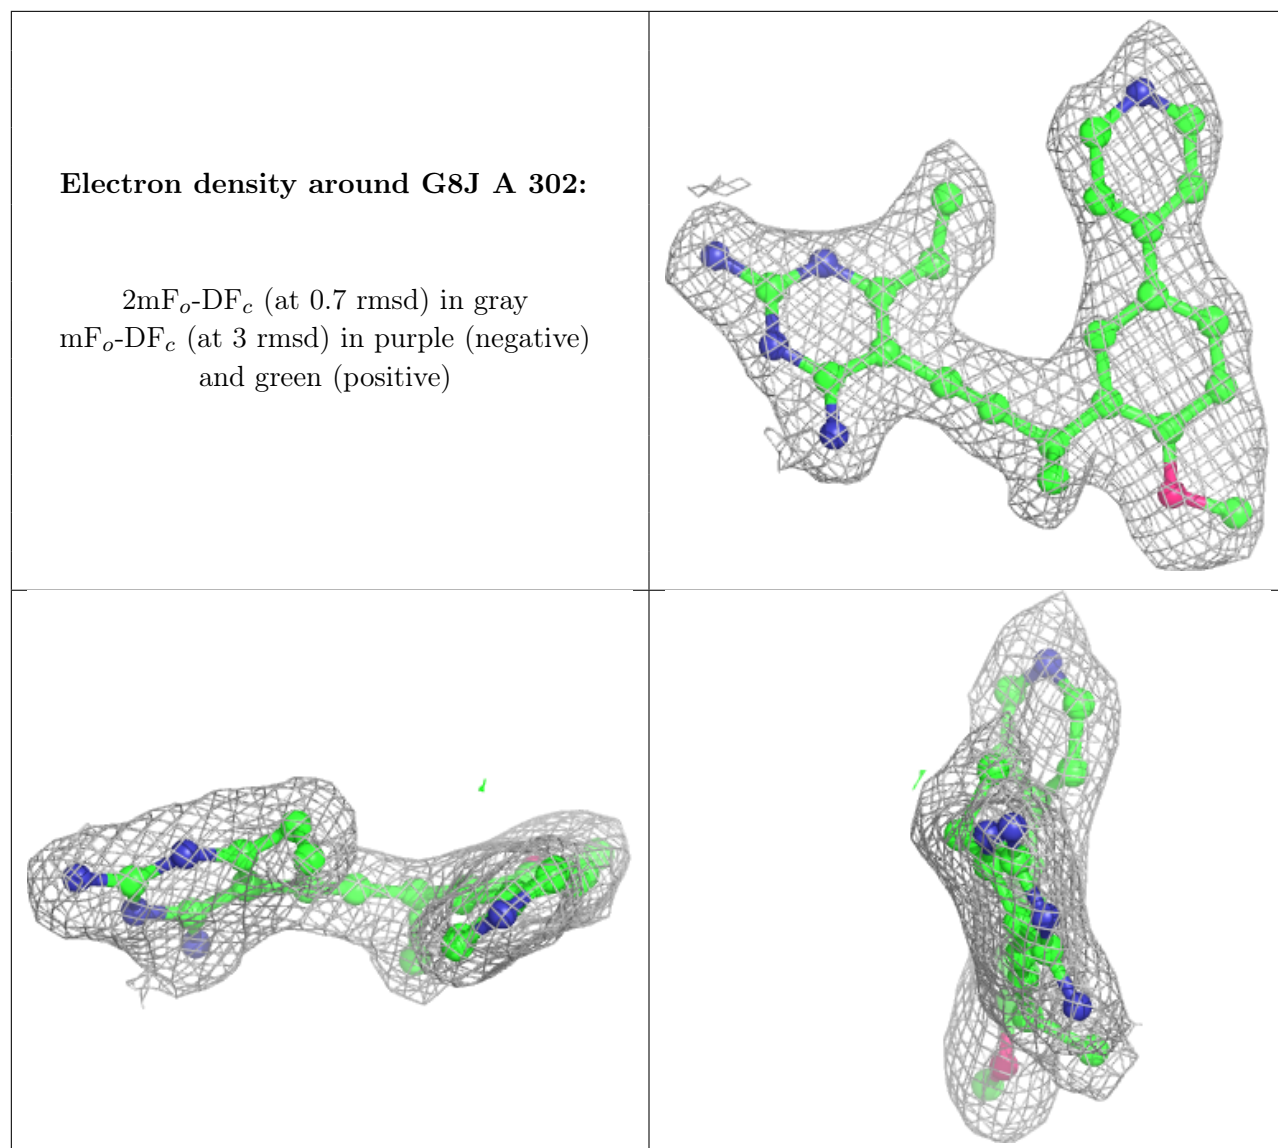 Electron density around G8J A 302:
2mFₒ-DF𝑐 (at 0.7 rmsd) in gray
mFₒ-DF𝑐 (at 3 rmsd) in purple (negative)
and green (positive)